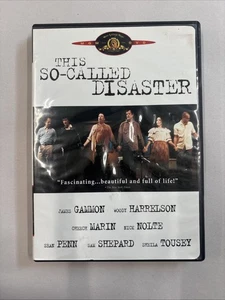 THIS
SO-CALLED
DISASTER
"Fascinating...beautiful and full of life!"
JAMES GAMMON WOODY HARRELSON
CHEECH MARIN NICK NOLTE
SEAN PENN SAM SHEPARD SHEILA TOUSEY